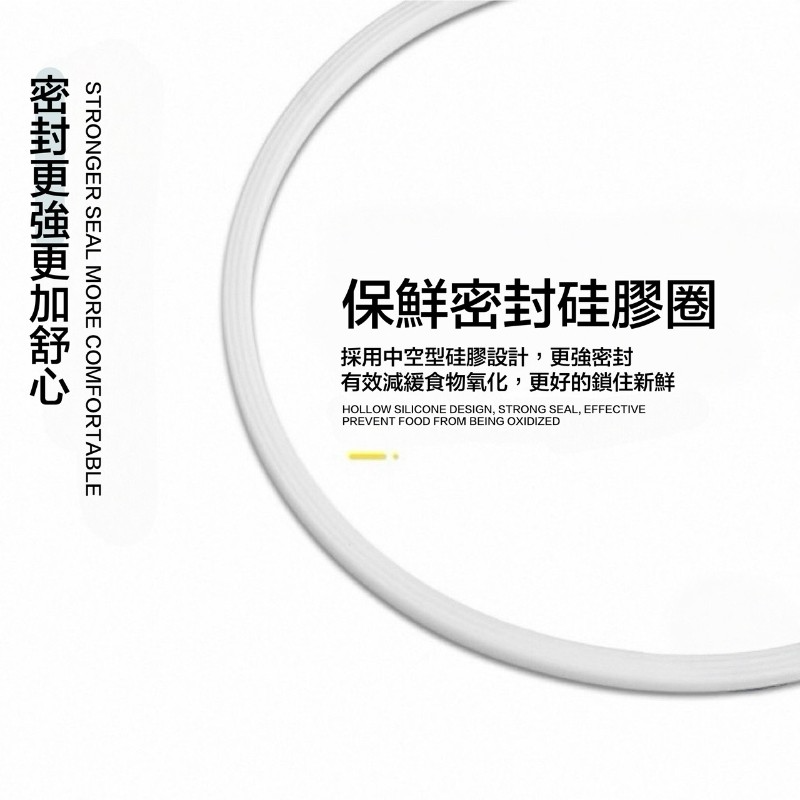 密封更強更加舒心
STRONGER SEAL MORE COMFORTABLE
保鮮密封硅膠圈
採用中空型硅膠設計，更強密封
有效減緩食物氧化，更好的鎖住新鮮
HOLLOW SILICONE DESIGN, STRONG SEAL, EFFECTIVE
PREVENT FOOD FROM BEING OXIDIZED